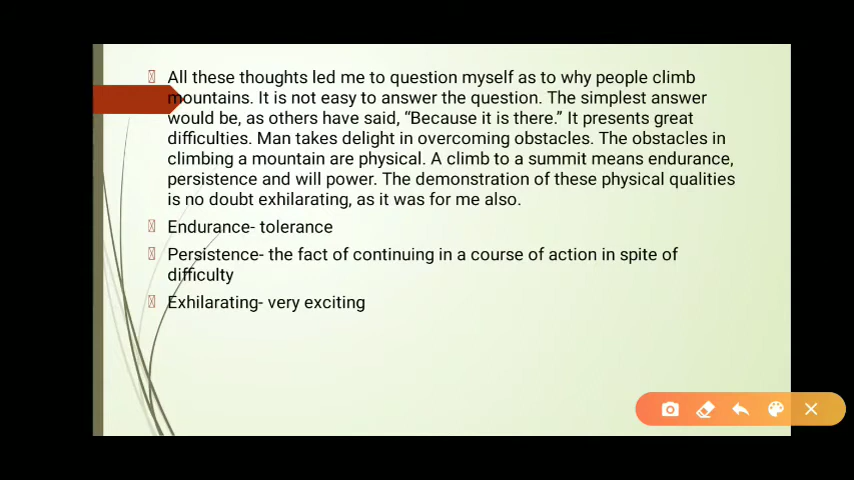 All these thoughts led me to question myself as to why people climb
mountains. It is not easy to answer the question. The simplest answer
would be, as others have said, “Because it is there.” It presents great
difficulties. Man takes delight in overcoming obstacles. The obstacles in
climbing a mountain are physical. A climb to a summit means endurance,
persistence and will power. The demonstration of these physical qualities
is no doubt exhilarating, as it was for me also.
Endurance- tolerance
Persistence- the fact of continuing in a course of action in spite of
difficulty
Exhilarating- very exciting